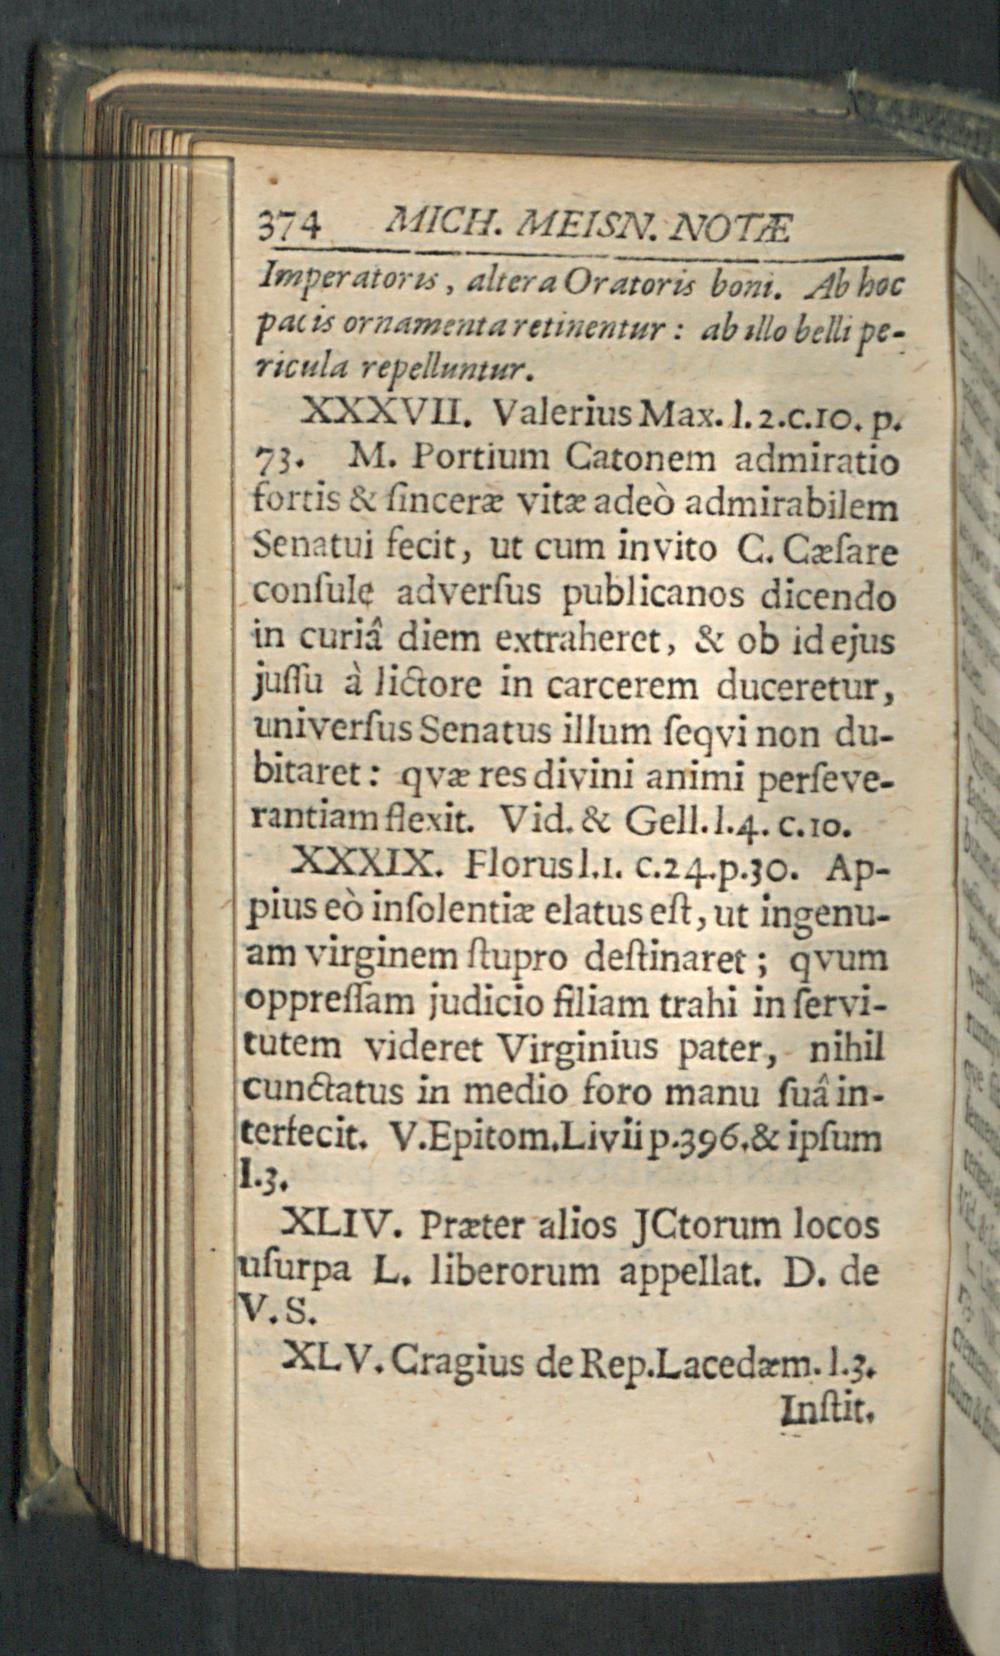 374 MICH. MEISN. NOTÆ
Imperatoris, altera Oratoris boni. Ab hoc
pacis ornamenta retinentur : ab illo belli pe-
ricula repelluntur.
XXXVII. Valerius Max. l. 2. c. 10. p.
73. M. Portium Catonem admiratio
fortis & ſinceræ vitæ adeò admirabilem
Senatui fecit, ut cum invito C. Cæſare
conſule adverſus publicanos dicendo
in curiâ diem extraheret, & ob id ejus
juſſu à lictore in carcerem duceretur,
univerſus Senatus illum ſeqvi non du-
bitaret : qvæ res divini animi perſeve-
rantiam flexit. Vid. & Gell. l. 4. c. 10.
XXXIX. Florus l. 1. c. 24. p. 30. Ap-
pius eò inſolentiæ elatus eſt, ut ingenu-
am virginem ſtupro deſtinaret ; qvum
oppreſſam judicio filiam trahi in ſervi-
tutem videret Virginius pater, nihil
cunctatus in medio foro manu ſuâ in-
terfecit. V. Epitom. Livii p. 396. & ipſum
l. 3.
XLIV. Præter alios JCtorum locos
uſurpa L. liberorum appellat. D. de
V. S.
XLV. Cragius de Rep. Lacedæm. l. 3.
Inſtit.